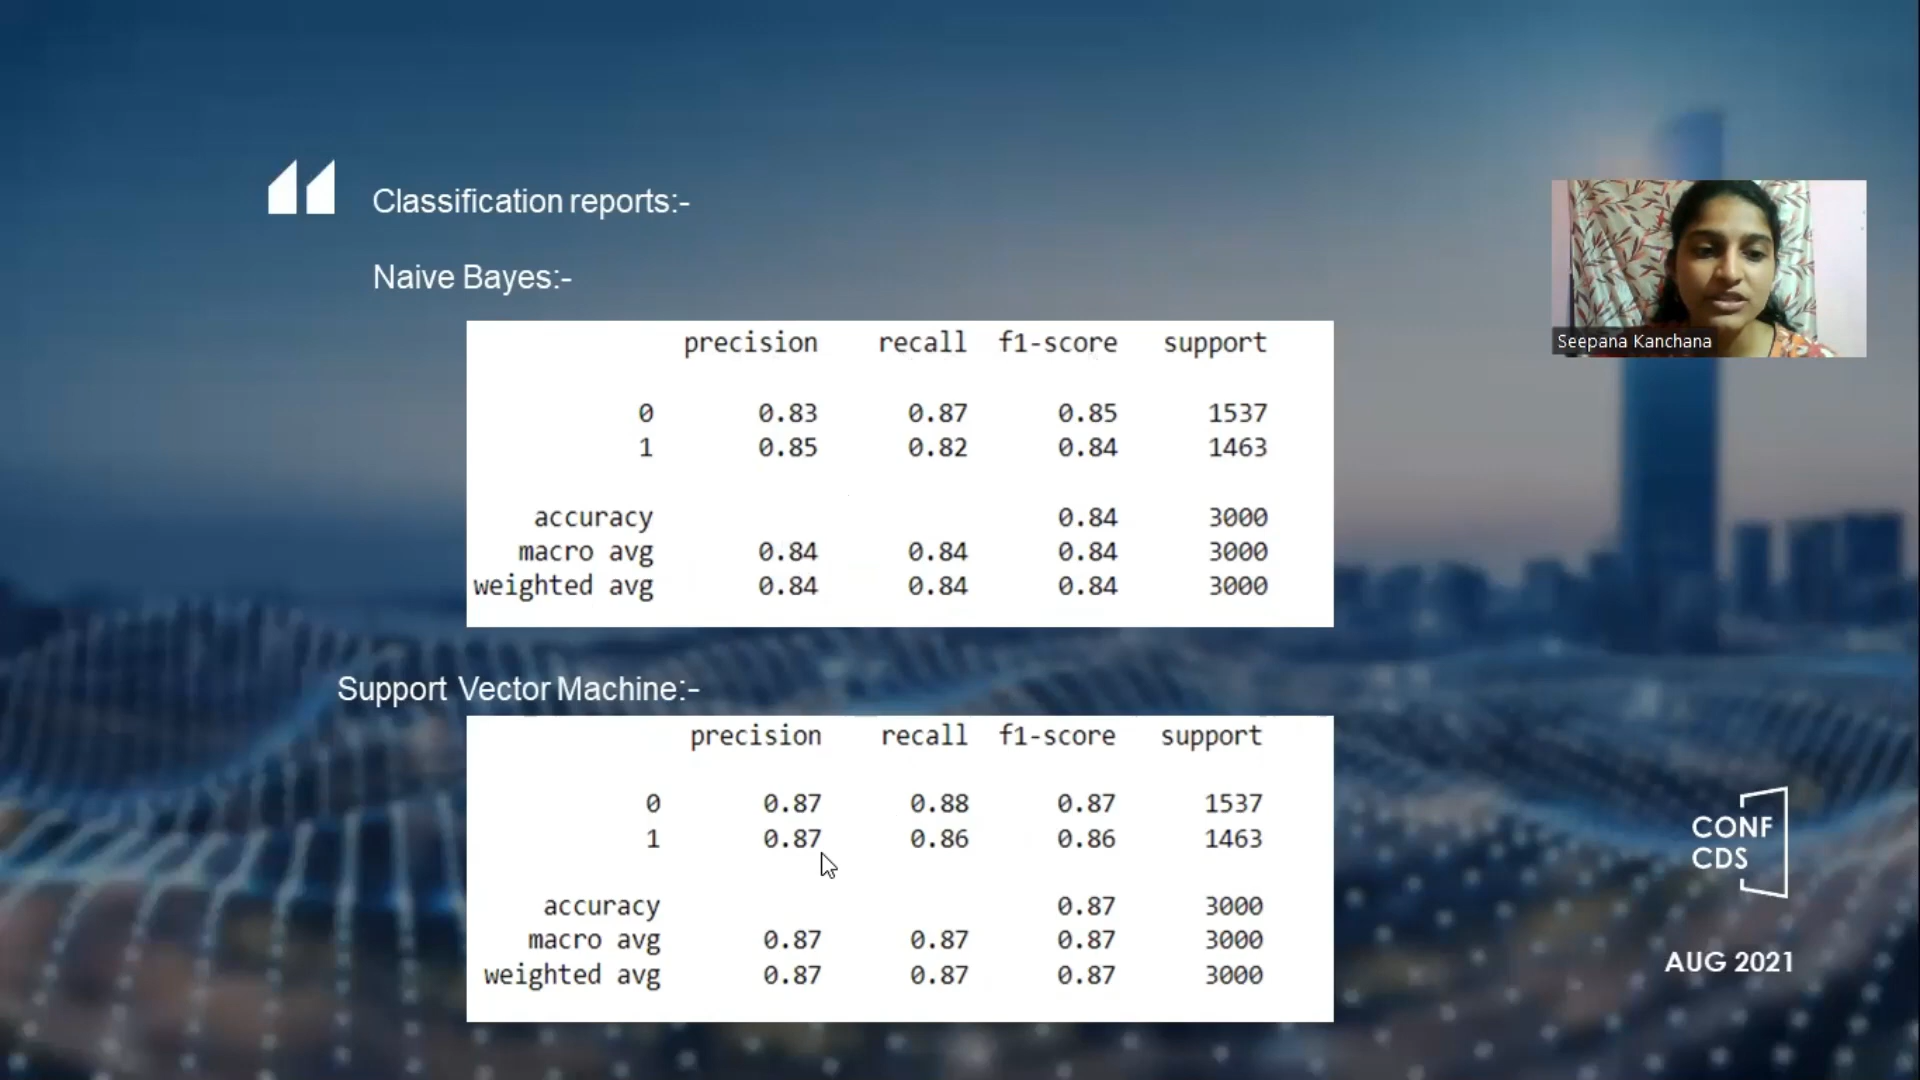 Classification reports:-
Naive Bayes:-
precision recall f1-score support
0 0.83 0.87 0.85 1537
1 0.85 0.82 0.84 1463
accuracy 0.84 3000
macro avg 0.84 0.84 0.84 3000
weighted avg 0.84 0.84 0.84 3000
Seepana Kanchana
Support Vector Machine:-
precision recall f1-score support
0 0.87 0.88 0.87 1537
1 0.87 0.86 0.86 1463
accuracy 0.87 3000
macro avg 0.87 0.87 0.87 3000
weighted avg 0.87 0.87 0.87 3000
CONF
CDS
AUG 2021